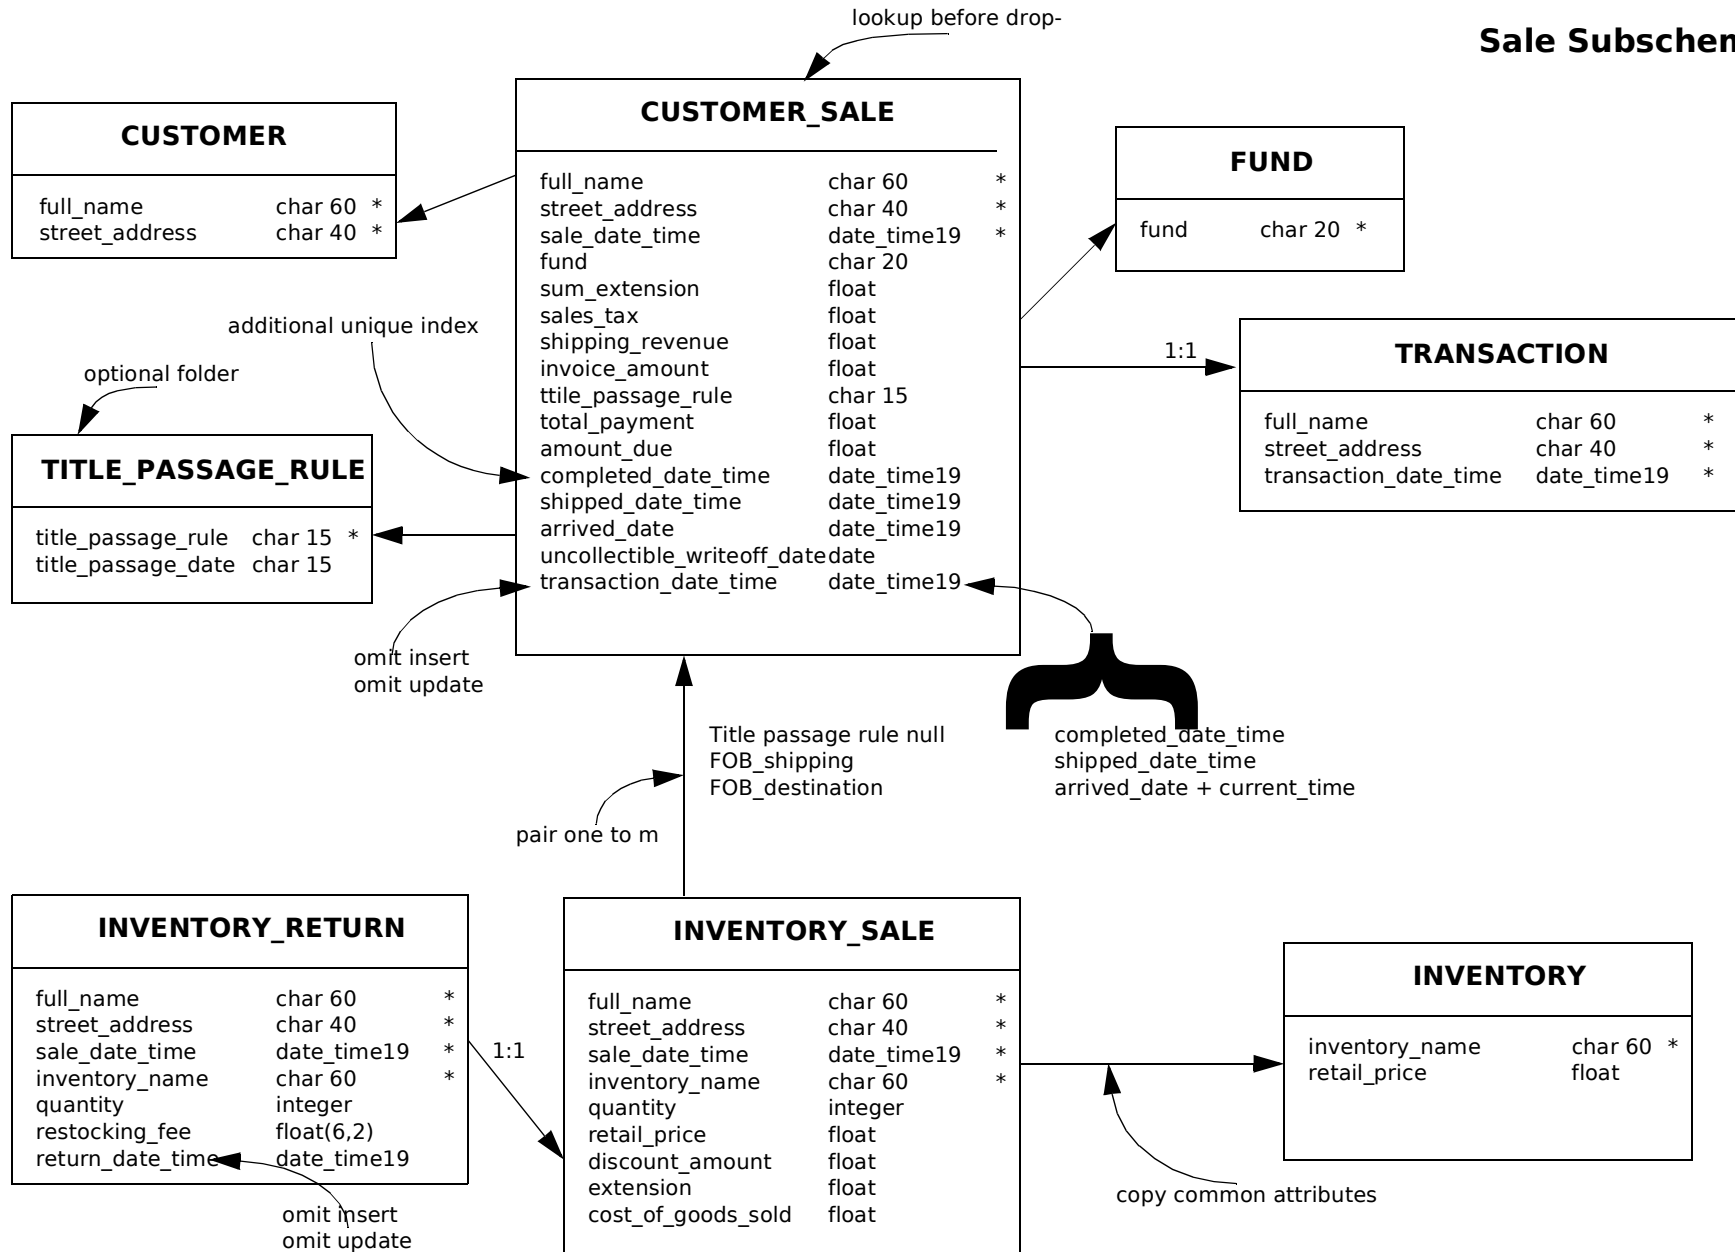 lookup before drop-
Sale Subschem
CUSTOMER
full_name char 60 *
street_address char 40 *
CUSTOMER_SALE
full_name char 60 *
street_address char 40 *
sale_date_time date_time19 *
fund char 20
sum_extension float
sales_tax float
shipping_revenue float
invoice_amount float
ttile_passage_rule char 15
total_payment float
amount_due float
completed_date_time date_time19
shipped_date_time date_time19
arrived_date date_time19
uncollectible_writeoff_date date
transaction_date_time date_time19
FUND
fund char 20 *
additional unique index
optional folder
1:1
TRANSACTION
full_name char 60 *
street_address char 40 *
transaction_date_time date_time19 *
TITLE_PASSAGE_RULE
title_passage_rule char 15 *
title_passage_date char 15
omit insert
omit update
Title passage rule null completed_date_time
FOB_shipping shipped_date_time
FOB_destination arrived_date + current_time
pair one to m
INVENTORY_RETURN
full_name char 60 *
street_address char 40 *
sale_date_time date_time19 *
inventory_name char 60 *
quantity integer
restocking_fee float(6,2)
return_date_time date_time19
omit insert
omit update
1:1
INVENTORY_SALE
full_name char 60 *
street_address char 40 *
sale_date_time date_time19 *
inventory_name char 60 *
quantity integer
retail_price float
discount_amount float
extension float
cost_of_goods_sold float
INVENTORY
inventory_name char 60 *
retail_price float
copy common attributes